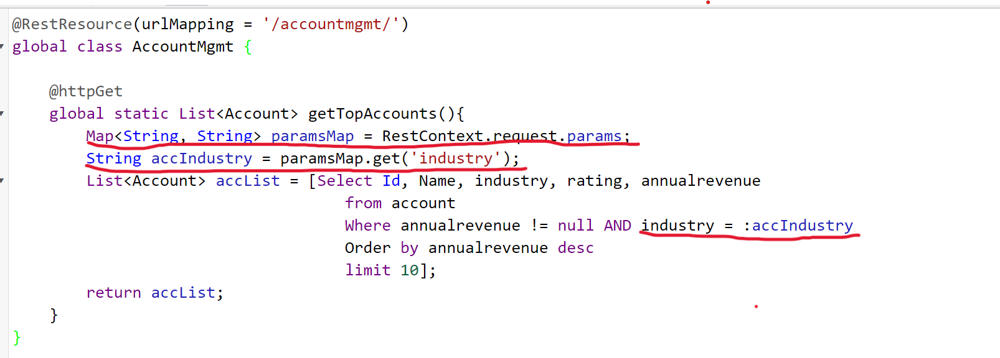 @RestResource(urlMapping = '/accountmgmt/')
global class AccountMgmt {
@httpGet
global static List<Account> getTopAccounts(){
Map<String, String> paramsMap = RestContext.request.params;
String accIndustry = paramsMap.get('industry');
List<Account> accList = [Select Id, Name, industry, rating, annualrevenue
from account
Where annualrevenue != null AND industry = :accIndustry
Order by annualrevenue desc
limit 10];
return accList;
}
}